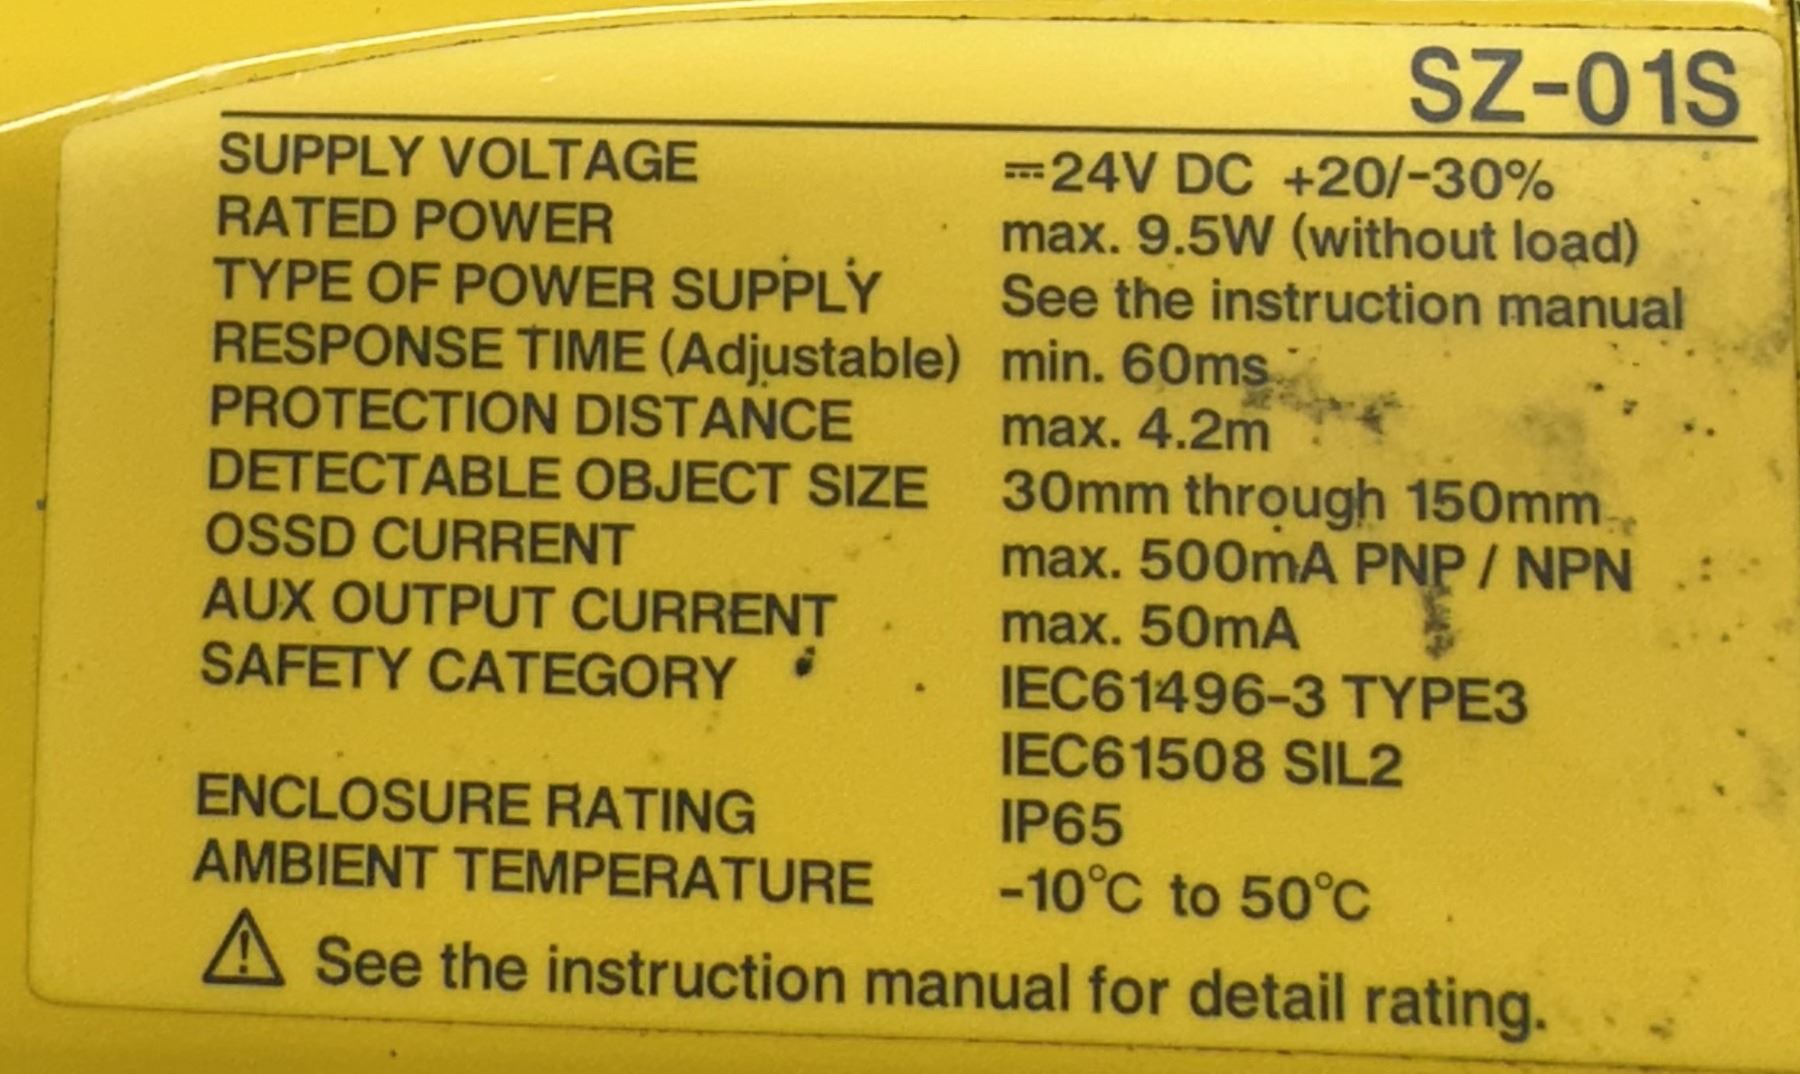 SZ-01S
SUPPLY VOLTAGE ⎓24V DC +20/-30%
RATED POWER max. 9.5W (without load)
TYPE OF POWER SUPPLY See the instruction manual
RESPONSE TIME (Adjustable) min. 60ms
PROTECTION DISTANCE max. 4.2m
DETECTABLE OBJECT SIZE 30mm through 150mm
OSSD CURRENT max. 500mA PNP / NPN
AUX OUTPUT CURRENT max. 50mA
SAFETY CATEGORY IEC61496-3 TYPE3
IEC61508 SIL2
ENCLOSURE RATING IP65
AMBIENT TEMPERATURE -10℃ to 50℃
⚠ See the instruction manual for detail rating.